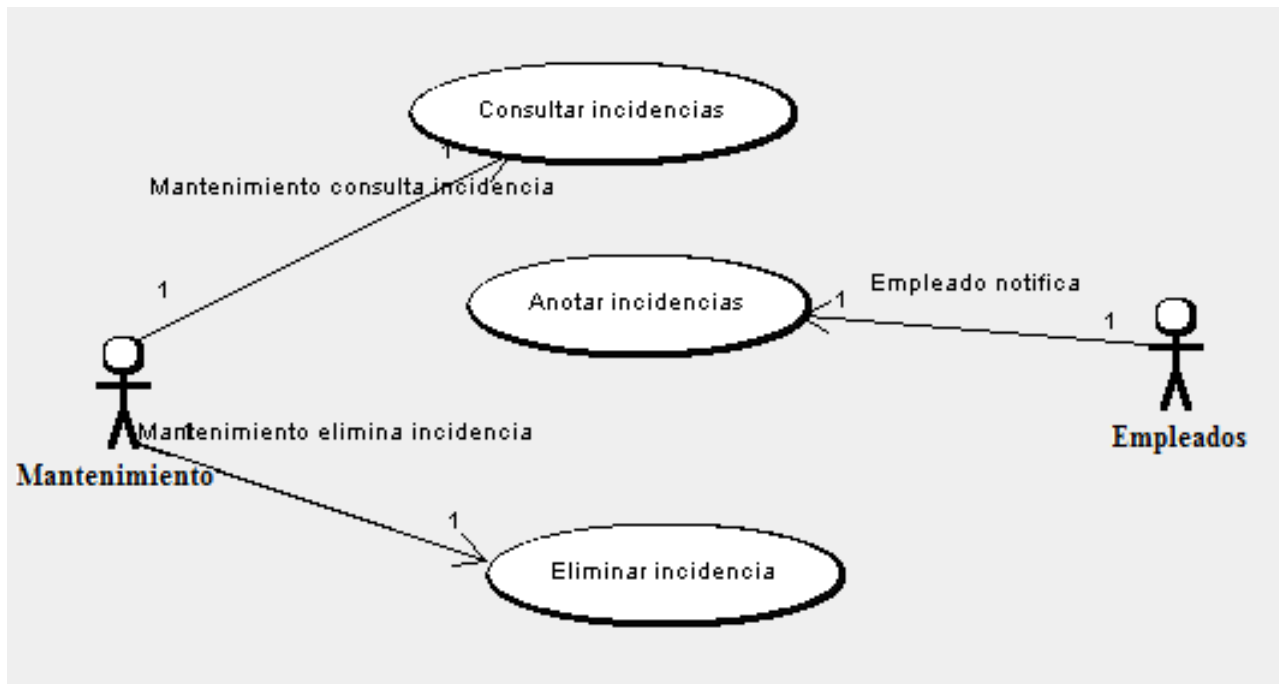 Consultar incidencias
1
Mantenimiento consulta incidencia
1
Anotar incidencias
Empleado notifica
1
1
Mantenimiento
Empleados
Mantenimiento elimina incidencia
1
1
Eliminar incidencia